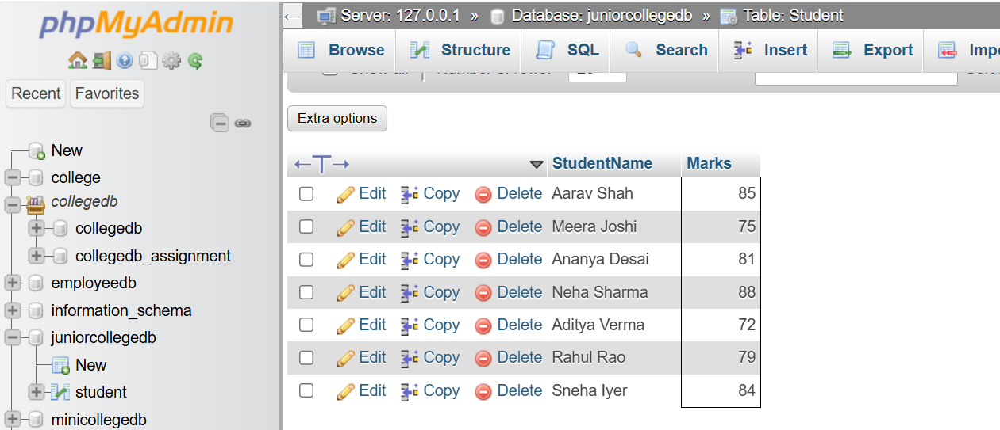 phpMyAdmin
Recent Favorites
New
college
collegedb
collegedb
collegedb_assignment
employeedb
information_schema
juniorcollegedb
New
student
minicollegedb
← Server: 127.0.0.1 » Database: juniorcollegedb » Table: Student
Browse Structure SQL Search Insert Export
Extra options
←T→ StudentName Marks
Edit Copy Delete Aarav Shah 85
Edit Copy Delete Meera Joshi 75
Edit Copy Delete Ananya Desai 81
Edit Copy Delete Neha Sharma 88
Edit Copy Delete Aditya Verma 72
Edit Copy Delete Rahul Rao 79
Edit Copy Delete Sneha Iyer 84